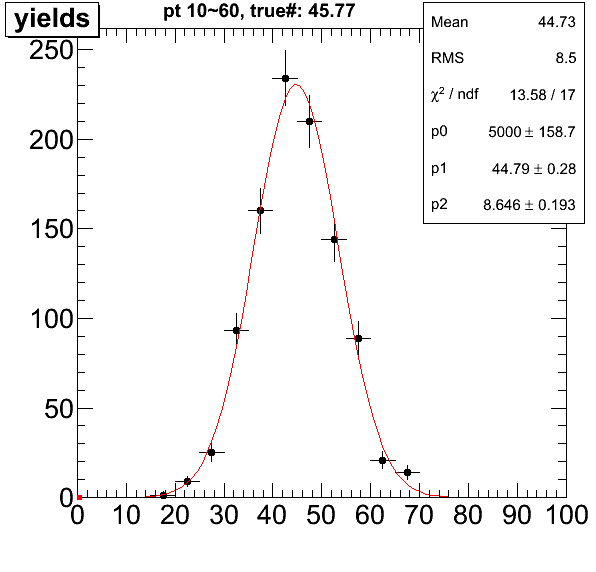 yields
pt 10~60, true#: 45.77
Mean 44.73
RMS 8.5
χ² / ndf 13.58 / 17
p0 5000 ± 158.7
p1 44.79 ± 0.28
p2 8.646 ± 0.193
250
200
150
100
50
0
0 10 20 30 40 50 60 70 80 90 100